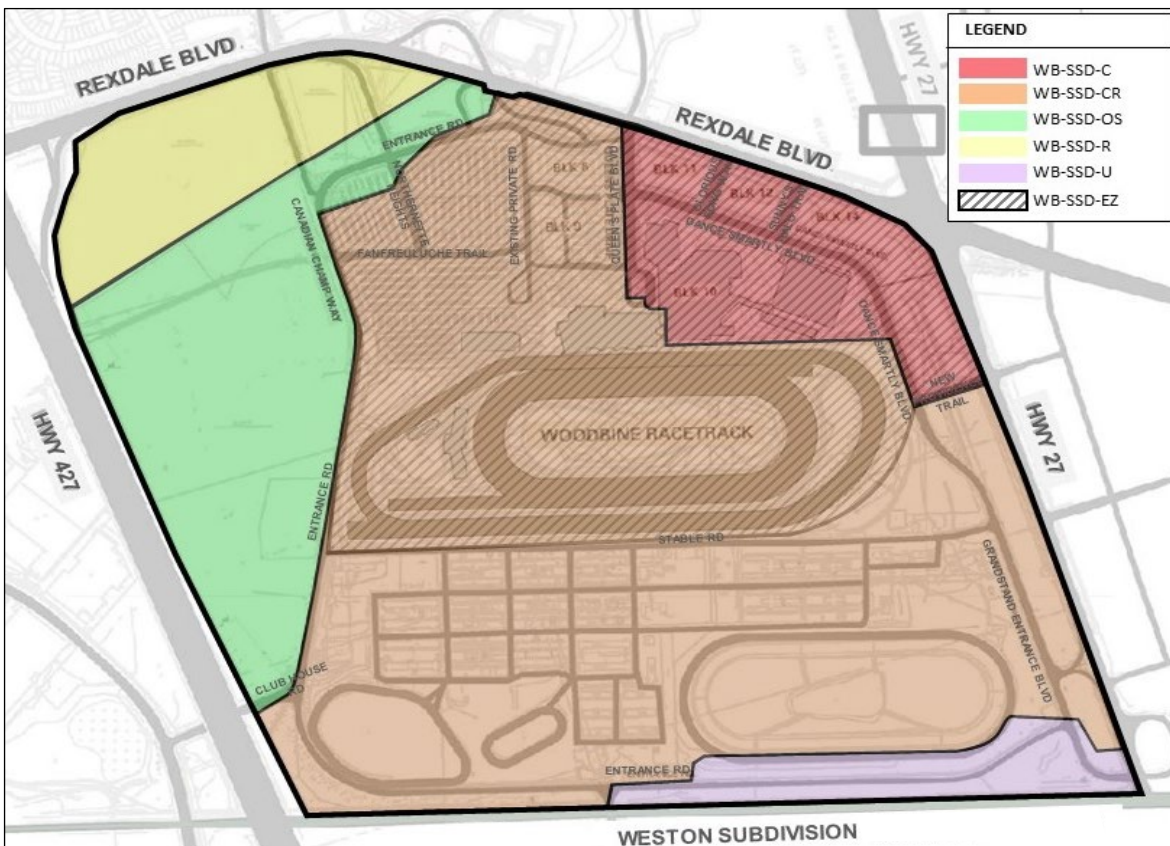 LEGEND
WB-SSD-C
WB-SSD-CR
WB-SSD-OS
WB-SSD-R
WB-SSD-U
WB-SSD-EZ
REXDALE BLVD
HWY 27
REXDALE BLVD
ENTRANCE RD
EXISTING PRIVATE RD
QUEEN'S PLATE BLVD
BLK 11
BLK 12
BLK 9
DANCE SMARTLY BLVD
CANADIAN CHAMP WAY
FANFRELUCHE TRAIL
BLK 10
DANCE SMARTLY BLVD
NEW
TRAIL
WOODBINE RACETRACK
HWY 427
HWY 27
ENTRANCE RD
STABLE RD
GRANDSTAND ENTRANCE BLVD
CLUB HOUSE
RD
ENTRANCE RD
WESTON SUBDIVISION